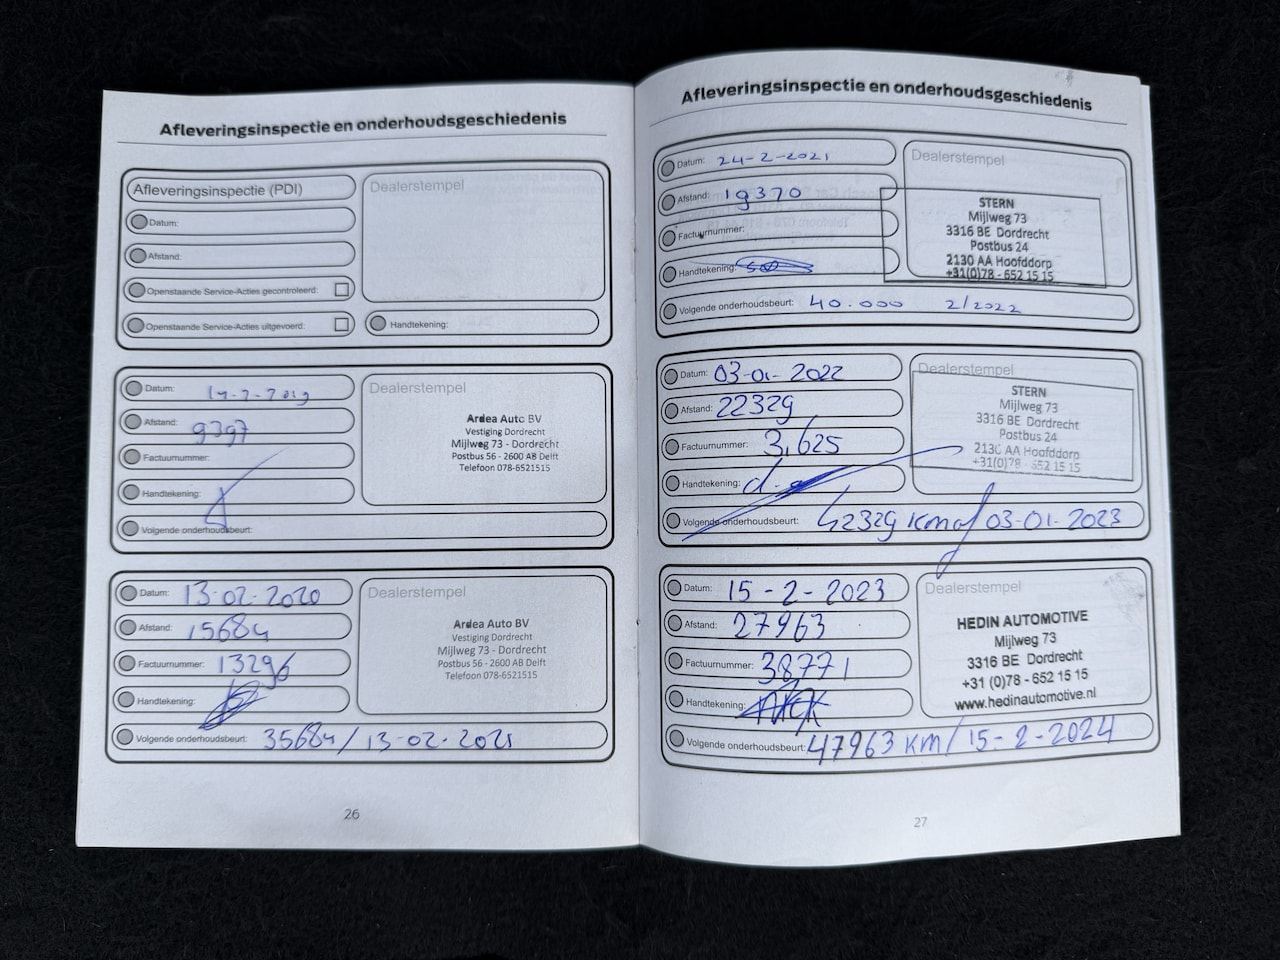 Afleveringsinspectie en onderhoudsgeschiedenis
Afleveringsinspectie (PDI)
Datum:
Afstand:
Openstaande Service-Acties gecontroleerd:
Openstaande Service-Acties uitgevoerd:
Dealerstempel
Handtekening:
Datum:
Afstand: 9397
Factuurnummer:
Handtekening:
Volgende onderhoudsbeurt:
Dealerstempel
Ardea Auto BV
Vestiging Dordrecht
Mijlweg 73 - Dordrecht
Postbus 56 - 2600 AB Delft
Telefoon 078-6521515
Datum: 13-02-2020
Afstand: 15684
Factuurnummer: 13296
Handtekening:
Volgende onderhoudsbeurt: 35684 / 13-02-2021
Dealerstempel
Ardea Auto BV
Vestiging Dordrecht
Mijlweg 73 - Dordrecht
Postbus 56 - 2600 AB Delft
Telefoon 078-6521515
26
Afleveringsinspectie en onderhoudsgeschiedenis
Datum: 24-2-2021
Afstand: 19370
Factuurnummer:
Handtekening:
Volgende onderhoudsbeurt: 40.000 2/2022
Dealerstempel
STERN
Mijlweg 73
3316 BE Dordrecht
Postbus 24
2130 AA Hoofddorp
+31(0)78 - 652 15 15
Datum: 03-01-2022
Afstand: 22329
Factuurnummer: 3.625
Handtekening:
Volgende onderhoudsbeurt: 42329 km of 03-01-2023
Dealerstempel
STERN
Mijlweg 73
3316 BE Dordrecht
Postbus 24
2130 AA Hoofddorp
+31(0)78 - 652 15 15
Datum: 15-2-2023
Afstand: 27963
Factuurnummer: 38771
Handtekening:
Volgende onderhoudsbeurt: 47963 KM / 15-2-2024
Dealerstempel
HEDIN AUTOMOTIVE
Mijlweg 73
3316 BE Dordrecht
+31 (0)78 - 652 15 15
www.hedinautomotive.nl
27